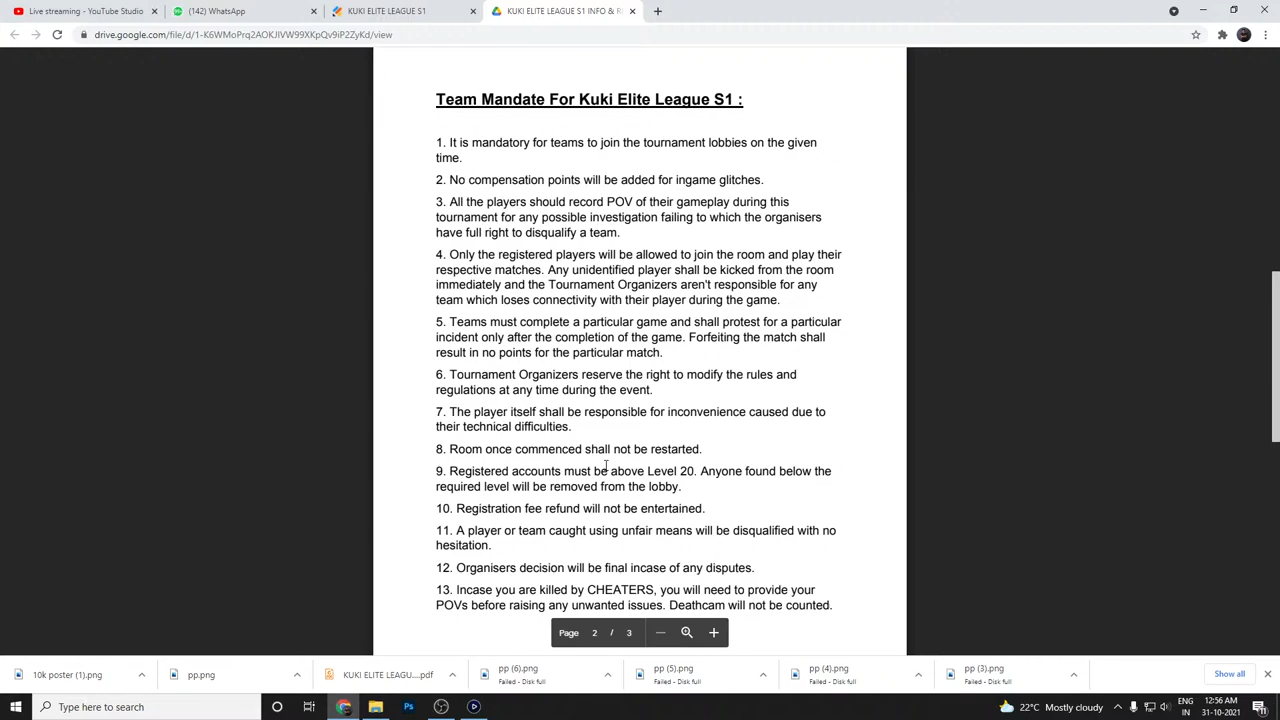 Live streaming - YouTube Studio
(142) WhatsApp
KUKI ELITE LEAGUE S1
KUKI ELITE LEAGUE S1 INFO & R
drive.google.com/file/d/1-K6WMoPrq2AOKJIVW99XKpQv9iP2ZyKd/view
Team Mandate For Kuki Elite League S1 :
1. It is mandatory for teams to join the tournament lobbies on the given
time.
2. No compensation points will be added for ingame glitches.
3. All the players should record POV of their gameplay during this
tournament for any possible investigation failing to which the organisers
have full right to disqualify a team.
4. Only the registered players will be allowed to join the room and play their
respective matches. Any unidentified player shall be kicked from the room
immediately and the Tournament Organizers aren't responsible for any
team which loses connectivity with their player during the game.
5. Teams must complete a particular game and shall protest for a particular
incident only after the completion of the game. Forfeiting the match shall
result in no points for the particular match.
6. Tournament Organizers reserve the right to modify the rules and
regulations at any time during the event.
7. The player itself shall be responsible for inconvenience caused due to
their technical difficulties.
8. Room once commenced shall not be restarted.
9. Registered accounts must be above Level 20. Anyone found below the
required level will be removed from the lobby.
10. Registration fee refund will not be entertained.
11. A player or team caught using unfair means will be disqualified with no
hesitation.
12. Organisers decision will be final incase of any disputes.
13. Incase you are killed by CHEATERS, you will need to provide your
POVs before raising any unwanted issues. Deathcam will not be counted.
Page 2 / 3
10k poster (1).png
pp.png
KUKI ELITE LEAGU....pdf
pp (6).png
Failed - Disk full
pp (5).png
Failed - Disk full
pp (4).png
Failed - Disk full
pp (3).png
Failed - Disk full
Show all
Type here to search
Ps
22°C Mostly cloudy
ENG
IN
12:56 AM
31-10-2021